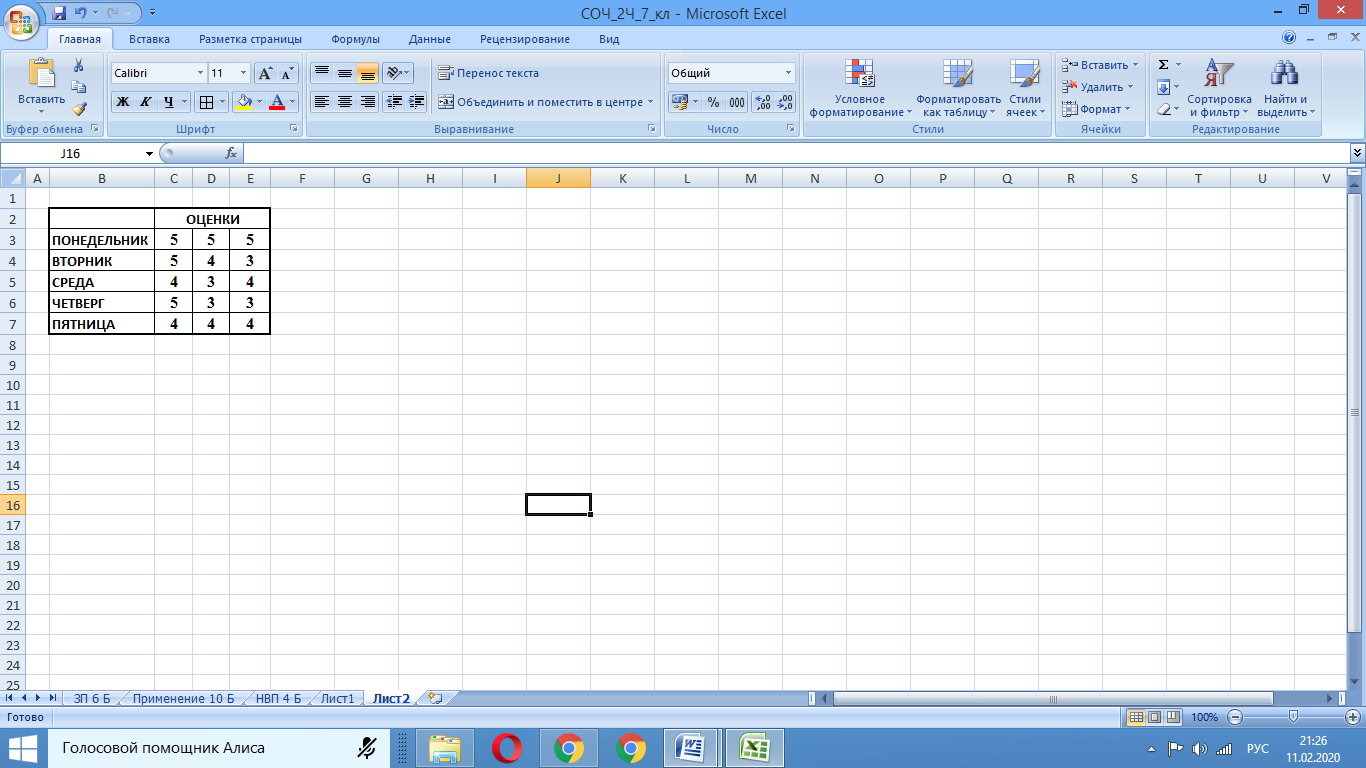 СОЧ_2Ч_7_кл - Microsoft Excel
Главная Вставка Разметка страницы Формулы Данные Рецензирование Вид
Вставить
Буфер обмена
Calibri 11
Ж К Ч А
Шрифт
Перенос текста
Объединить и поместить в центре
Выравнивание
Общий
% 000
Число
Условное форматирование
Форматировать как таблицу
Стили ячеек
Стили
Вставить
Удалить
Формат
Ячейки
Σ
Сортировка и фильтр
Найти и выделить
Редактирование
J16 fx
A B C D E F G H I J K L M N O P Q R S T U V
1
2 ОЦЕНКИ
3 ПОНЕДЕЛЬНИК 5 5 5
4 ВТОРНИК 5 4 3
5 СРЕДА 4 3 4
6 ЧЕТВЕРГ 5 3 3
7 ПЯТНИЦА 4 4 4
8
9
10
11
12
13
14
15
16
17
18
19
20
21
22
23
24
25
ЗП 6 Б Применение 10 Б НВП 4 Б Лист1 Лист2
Готово 100%
Голосовой помощник Алиса РУС 21:26
11.02.2020